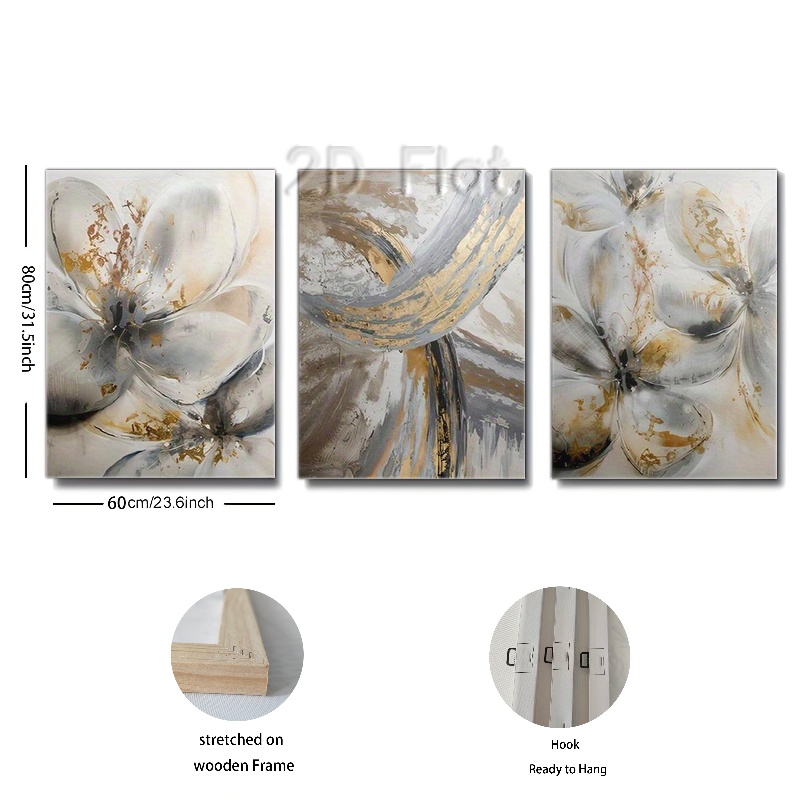 2D Flat
80cm/31.5inch
60cm/23.6inch
stretched on
wooden Frame
Hook
Ready to Hang